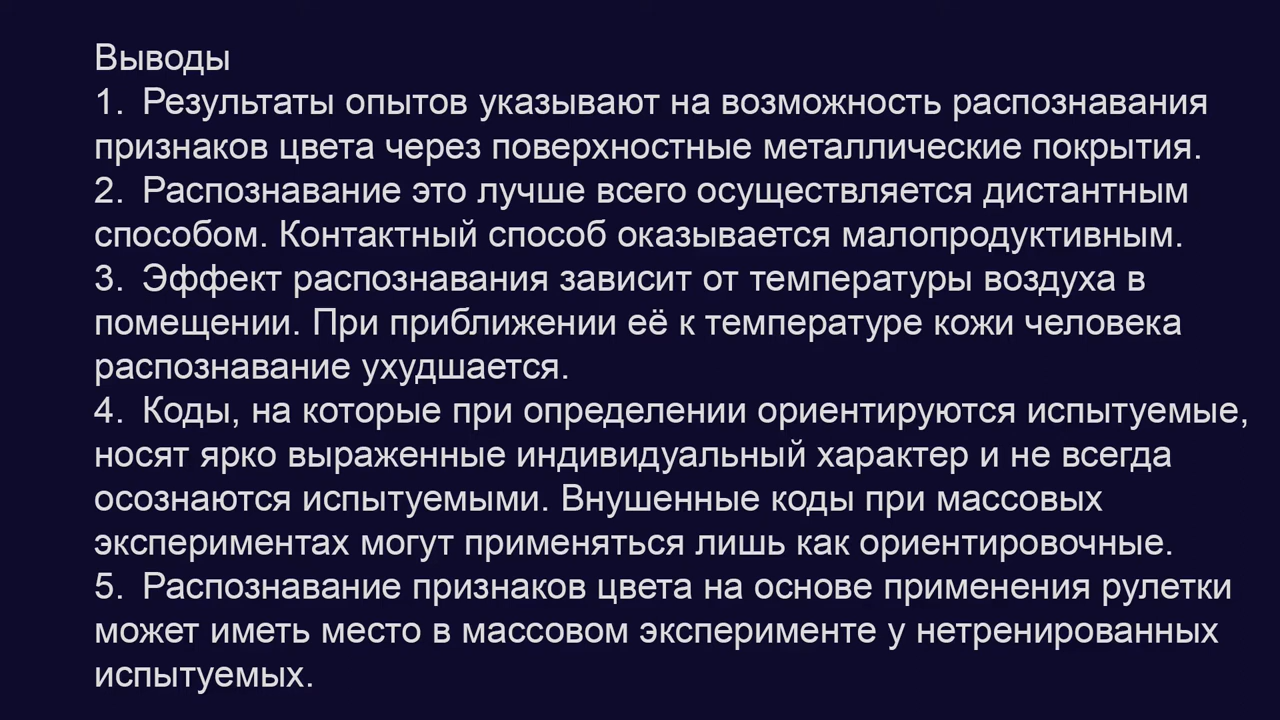 Выводы
1. Результаты опытов указывают на возможность распознавания
признаков цвета через поверхностные металлические покрытия.
2. Распознавание это лучше всего осуществляется дистантным
способом. Контактный способ оказывается малопродуктивным.
3. Эффект распознавания зависит от температуры воздуха в
помещении. При приближении её к температуре кожи человека
распознавание ухудшается.
4. Коды, на которые при определении ориентируются испытуемые,
носят ярко выраженные индивидуальный характер и не всегда
осознаются испытуемыми. Внушенные коды при массовых
экспериментах могут применяться лишь как ориентировочные.
5. Распознавание признаков цвета на основе применения рулетки
может иметь место в массовом эксперименте у нетренированных
испытуемых.